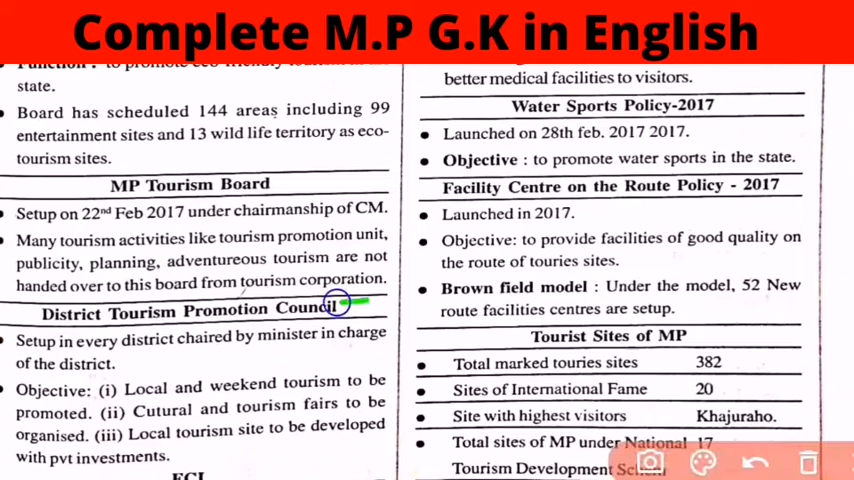 Complete M.P G.K in English
Function : to promote eco-friendly tourism in the
state.
• Board has scheduled 144 areas including 99
entertainment sites and 13 wild life territory as eco-
tourism sites.
MP Tourism Board
• Setup on 22nd Feb 2017 under chairmanship of CM.
• Many tourism activities like tourism promotion unit,
publicity, planning, adventureous tourism are not
handed over to this board from tourism corporation.
District Tourism Promotion Council
• Setup in every district chaired by minister in charge
of the district.
• Objective: (i) Local and weekend tourism to be
promoted. (ii) Cutural and tourism fairs to be
organised. (iii) Local tourism site to be developed
with pvt investments.
better medical facilities to visitors.
Water Sports Policy-2017
• Launched on 28th feb. 2017 2017.
• Objective : to promote water sports in the state.
Facility Centre on the Route Policy - 2017
• Launched in 2017.
• Objective: to provide facilities of good quality on
the route of touries sites.
• Brown field model : Under the model, 52 New
route facilities centres are setup.
Tourist Sites of MP
• Total marked touries sites 382
• Sites of International Fame 20
• Site with highest visitors Khajuraho.
• Total sites of MP under National 17
Tourism Development